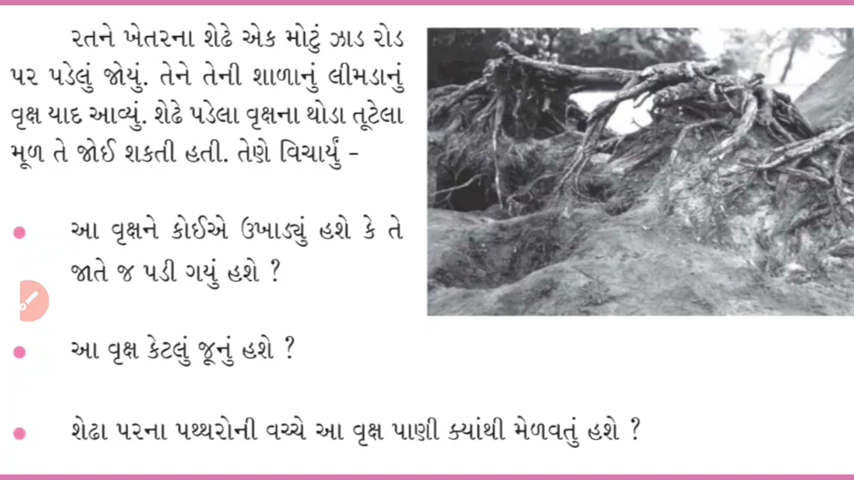 રતને ખેતરના શેઢે એક મોટું ઝાડ રોડ
પર પડેલું જોયું. તેને તેની શાળાનું લીમડાનું
વૃક્ષ યાદ આવ્યું. શેઢે પડેલા વૃક્ષના થોડા તૂટેલા
મૂળ તે જોઈ શકતી હતી. તેણે વિચાર્યું -
આ વૃક્ષને કોઈએ ઉખાડ્યું હશે કે તે
જાતે જ પડી ગયું હશે ?
આ વૃક્ષ કેટલું જૂનું હશે ?
શેઢા પરના પથ્થરોની વચ્ચે આ વૃક્ષ પાણી ક્યાંથી મેળવતું હશે ?